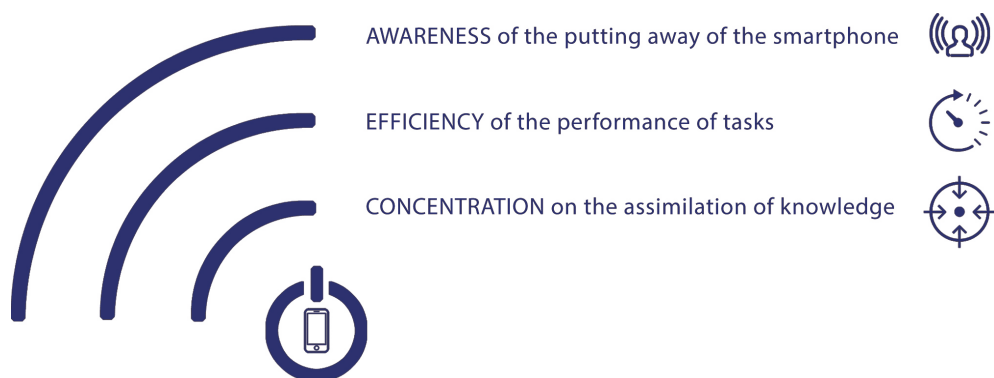 AWARENESS of the putting away of the smartphone
EFFICIENCY of the performance of tasks
CONCENTRATION on the assimilation of knowledge